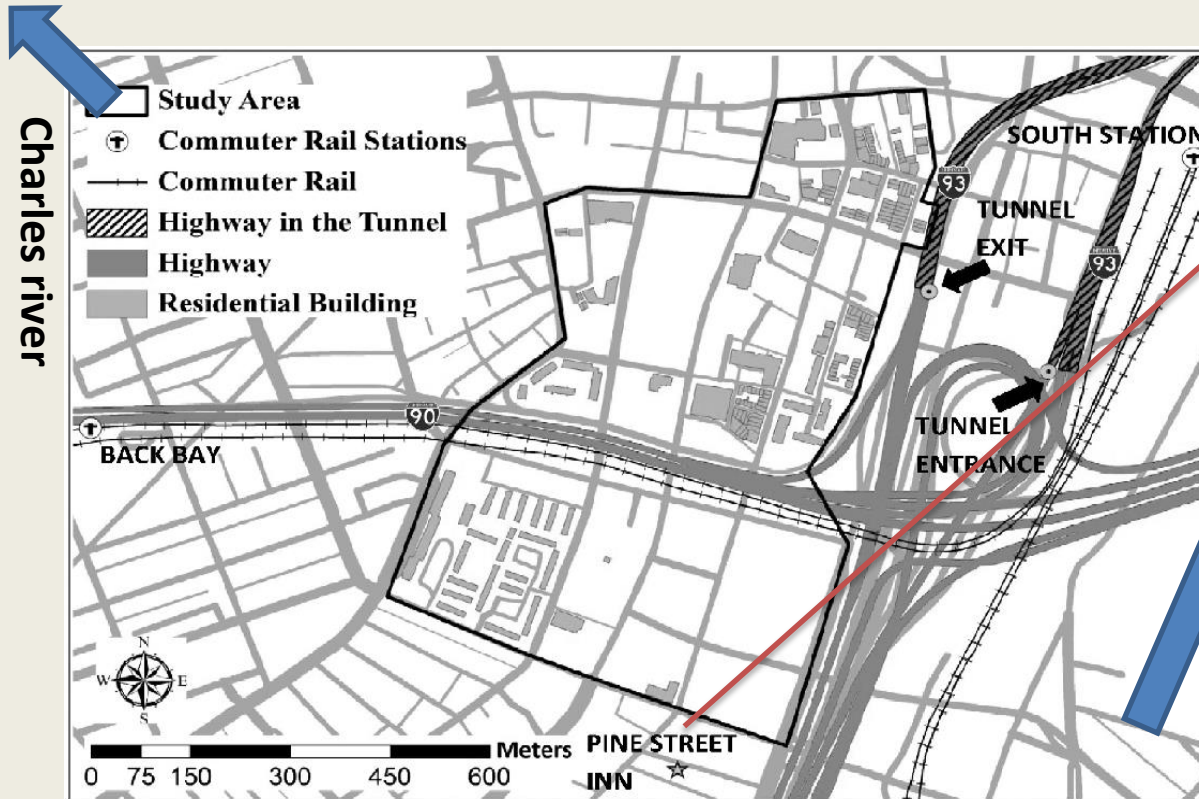 Charles river
Study Area
Commuter Rail Stations
Commuter Rail
Highway in the Tunnel
Highway
Residential Building
SOUTH STATION
93
TUNNEL
EXIT
93
90
BACK BAY
TUNNEL
ENTRANCE
N
W E
S
Meters
0 75 150 300 450 600
PINE STREET
INN